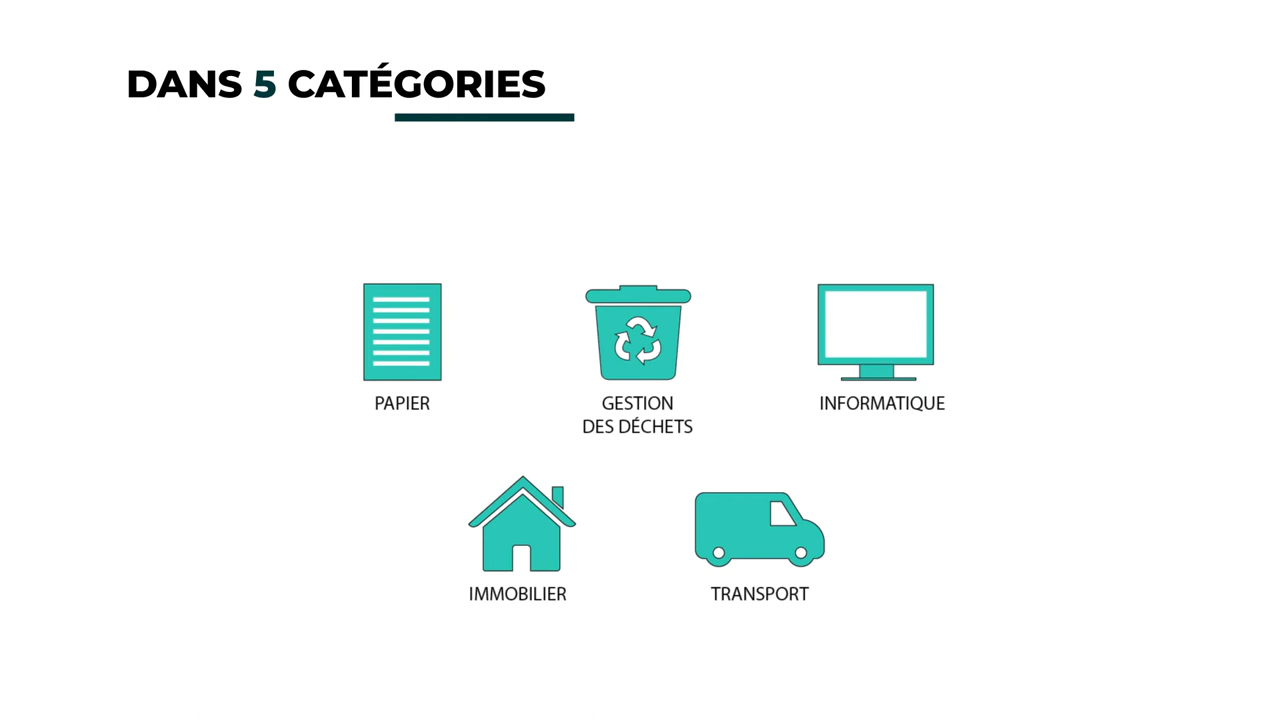 DANS 5 CATÉGORIES
PAPIER
GESTION
DES DÉCHETS
INFORMATIQUE
IMMOBILIER
TRANSPORT